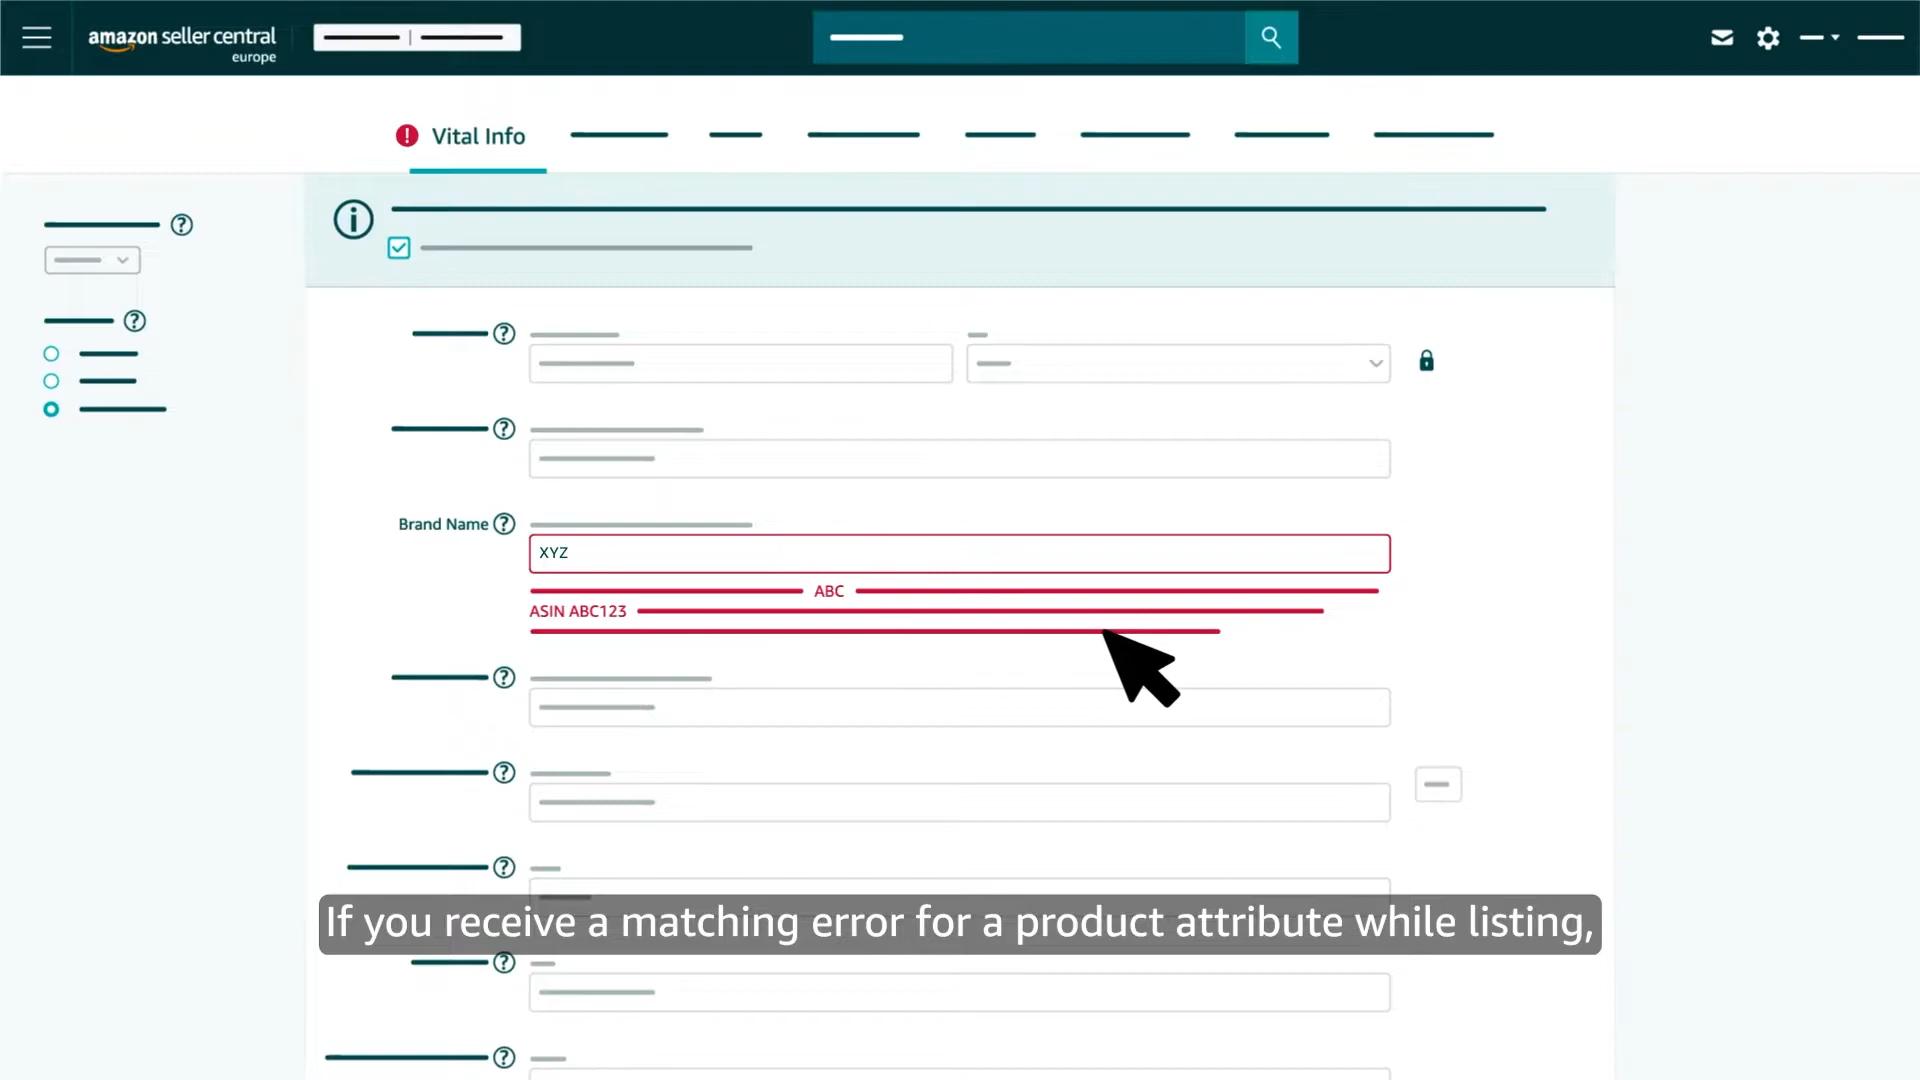 amazon seller central
europe
Vital Info
Brand Name
XYZ
ABC
ASIN ABC123
If you receive a matching error for a product attribute while listing,